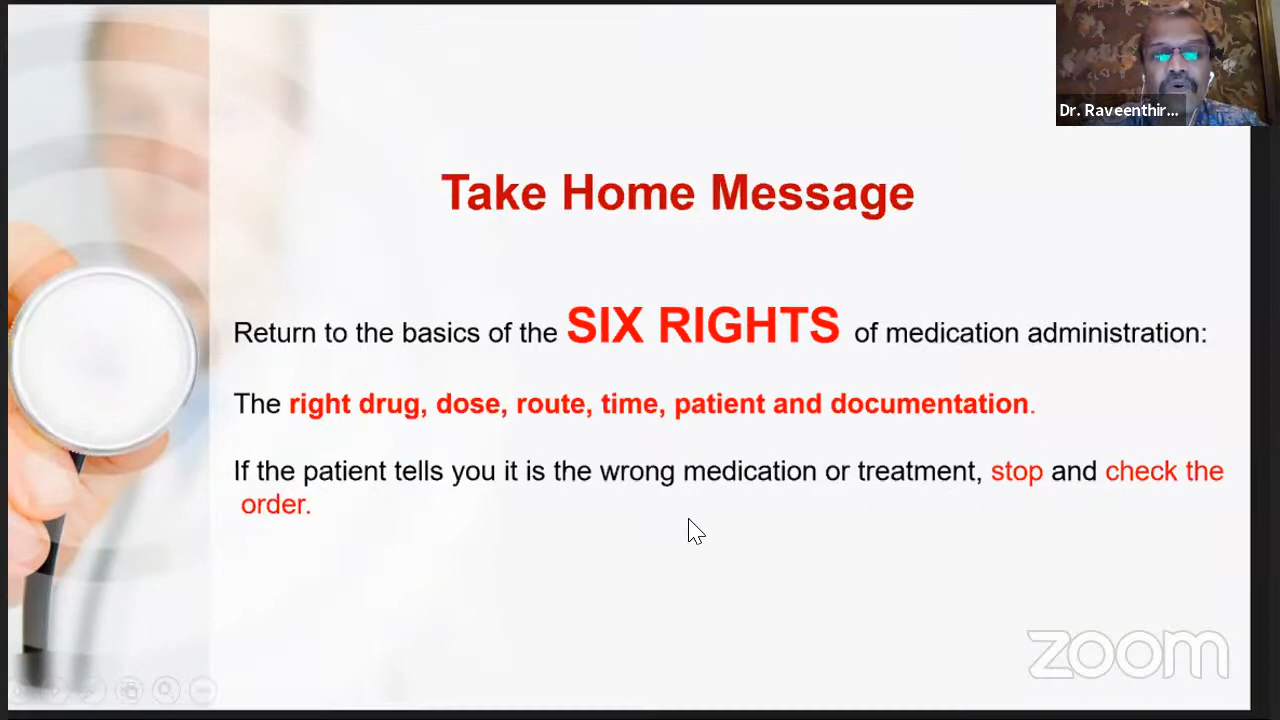 Dr. Raveenthir...
Take Home Message
Return to the basics of the SIX RIGHTS of medication administration:
The right drug, dose, route, time, patient and documentation.
If the patient tells you it is the wrong medication or treatment, stop and check the
order.
zoom